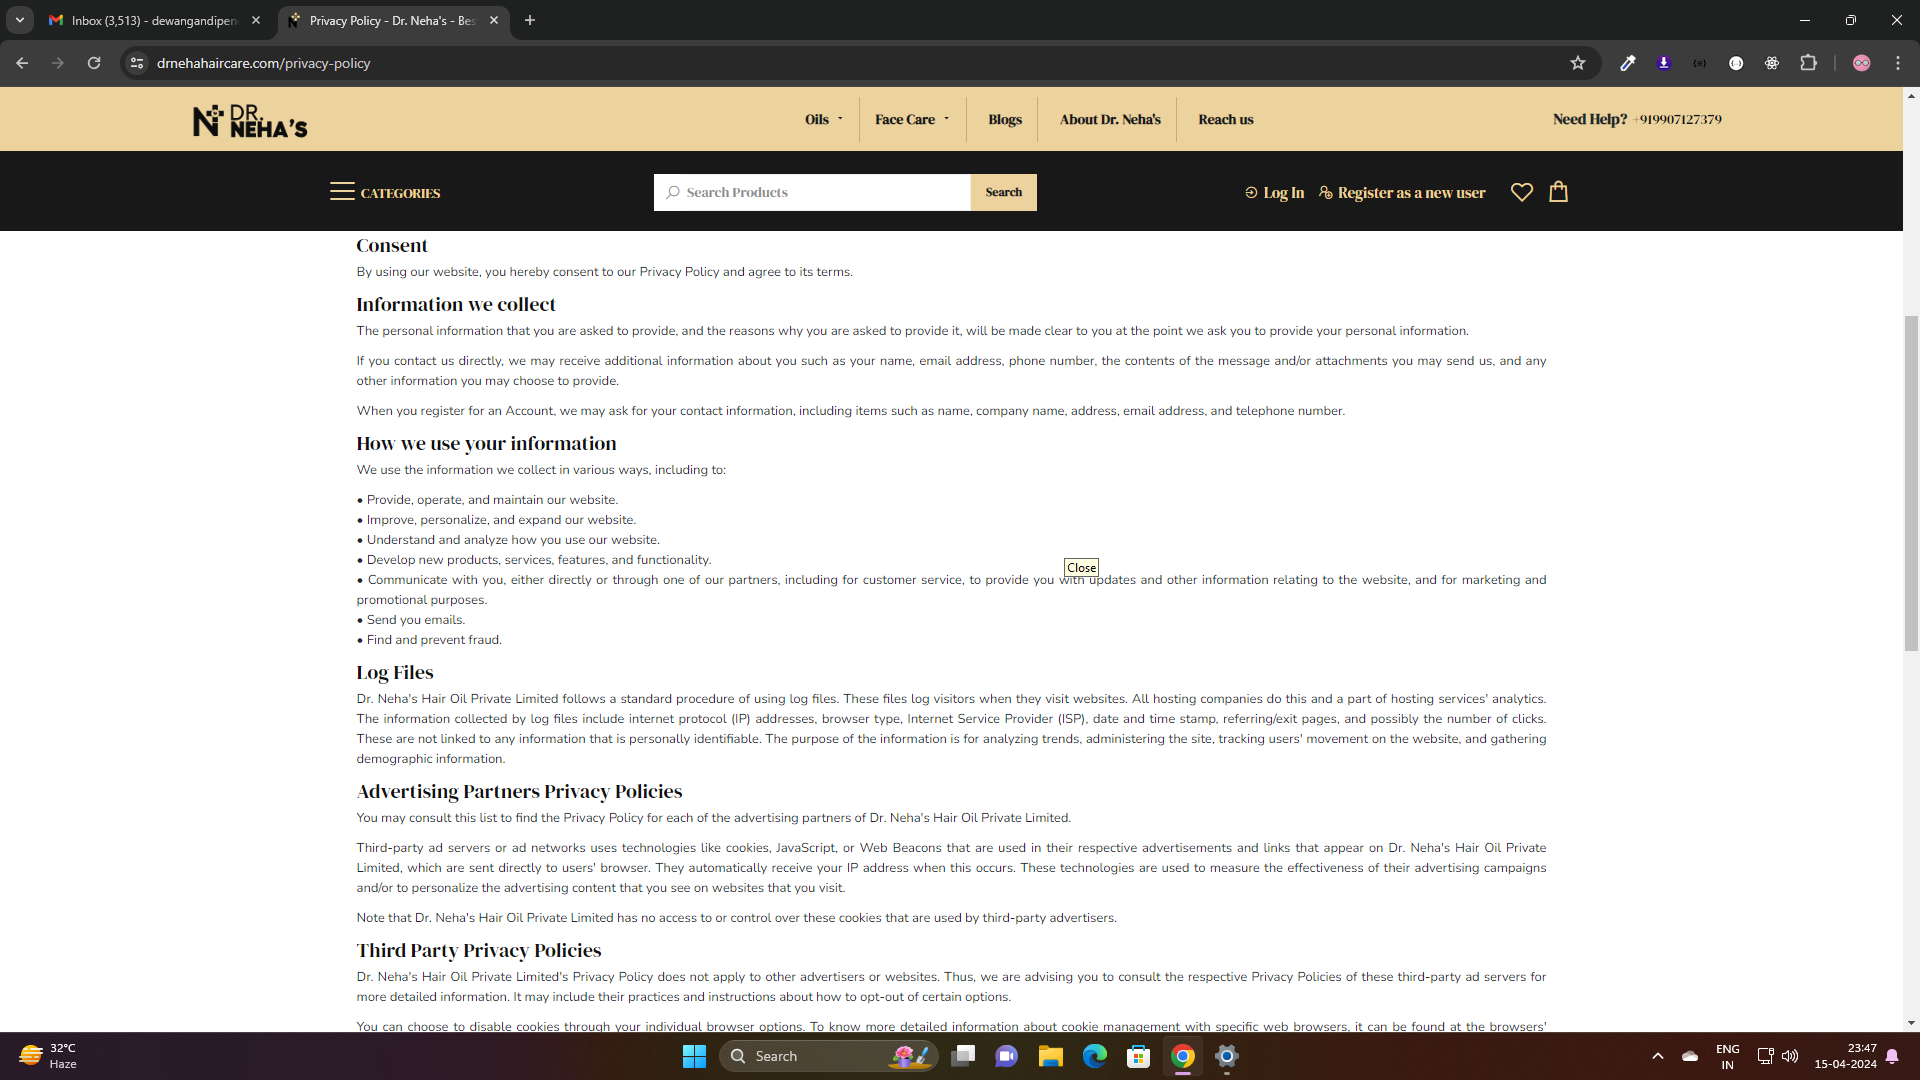 Inbox (3,513) - dewangandipen
Privacy Policy - Dr. Neha's - Bes
drnehahaircare.com/privacy-policy
DR. NEHA'S
Oils
Face Care
Blogs
About Dr. Neha's
Reach us
Need Help? +919907127379
CATEGORIES
Search Products
Search
Log In
Register as a new user
Consent
By using our website, you hereby consent to our Privacy Policy and agree to its terms.
Information we collect
The personal information that you are asked to provide, and the reasons why you are asked to provide it, will be made clear to you at the point we ask you to provide your personal information.
If you contact us directly, we may receive additional information about you such as your name, email address, phone number, the contents of the message and/or attachments you may send us, and any
other information you may choose to provide.
When you register for an Account, we may ask for your contact information, including items such as name, company name, address, email address, and telephone number.
How we use your information
We use the information we collect in various ways, including to:
• Provide, operate, and maintain our website.
• Improve, personalize, and expand our website.
• Understand and analyze how you use our website.
• Develop new products, services, features, and functionality.
Close
• Communicate with you, either directly or through one of our partners, including for customer service, to provide you with updates and other information relating to the website, and for marketing and
promotional purposes.
• Send you emails.
• Find and prevent fraud.
Log Files
Dr. Neha's Hair Oil Private Limited follows a standard procedure of using log files. These files log visitors when they visit websites. All hosting companies do this and a part of hosting services' analytics.
The information collected by log files include internet protocol (IP) addresses, browser type, Internet Service Provider (ISP), date and time stamp, referring/exit pages, and possibly the number of clicks.
These are not linked to any information that is personally identifiable. The purpose of the information is for analyzing trends, administering the site, tracking users' movement on the website, and gathering
demographic information.
Advertising Partners Privacy Policies
You may consult this list to find the Privacy Policy for each of the advertising partners of Dr. Neha's Hair Oil Private Limited.
Third-party ad servers or ad networks uses technologies like cookies, JavaScript, or Web Beacons that are used in their respective advertisements and links that appear on Dr. Neha's Hair Oil Private
Limited, which are sent directly to users' browser. They automatically receive your IP address when this occurs. These technologies are used to measure the effectiveness of their advertising campaigns
and/or to personalize the advertising content that you see on websites that you visit.
Note that Dr. Neha's Hair Oil Private Limited has no access to or control over these cookies that are used by third-party advertisers.
Third Party Privacy Policies
Dr. Neha's Hair Oil Private Limited's Privacy Policy does not apply to other advertisers or websites. Thus, we are advising you to consult the respective Privacy Policies of these third-party ad servers for
more detailed information. It may include their practices and instructions about how to opt-out of certain options.
You can choose to disable cookies through your individual browser options. To know more detailed information about cookie management with specific web browsers, it can be found at the browsers'
32°C
Haze
Search
ENG
IN
23:47
15-04-2024